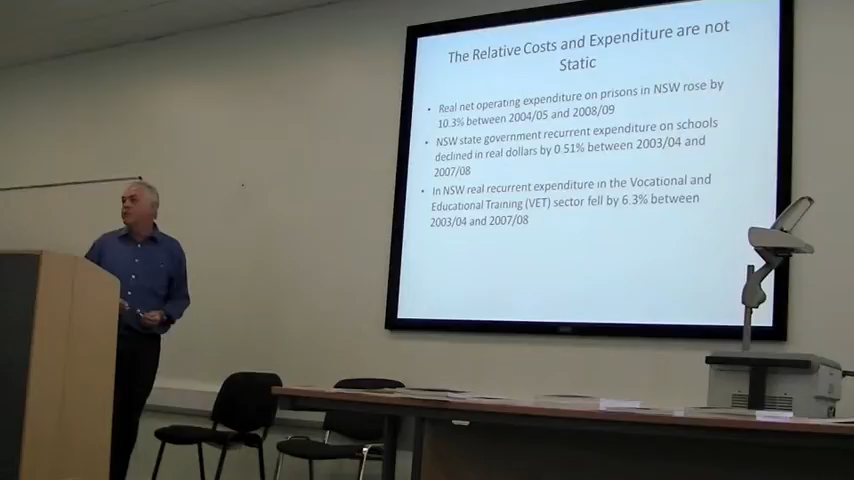 The Relative Costs and Expenditure are not
Static
• Real net operating expenditure on prisons in NSW rose by
10.3% between 2004/05 and 2008/09
• NSW state government recurrent expenditure on schools
declined in real dollars by 0.51% between 2003/04 and
2007/08
• In NSW real recurrent expenditure in the Vocational and
Educational Training (VET) sector fell by 6.3% between
2003/04 and 2007/08